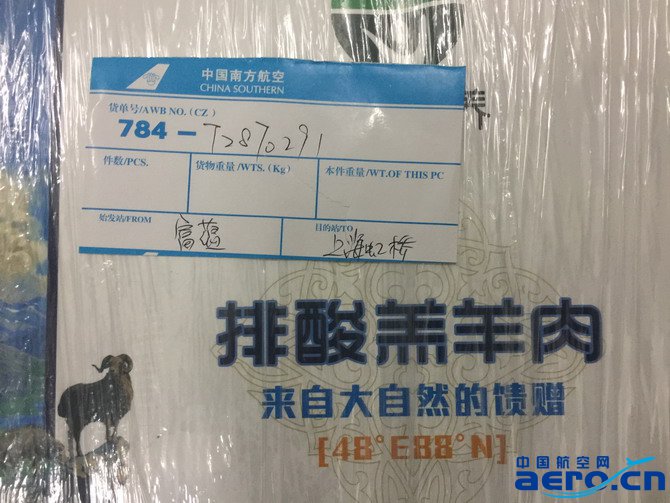 中国南方航空
CHINA SOUTHERN
货单号/AWB NO. (CZ)
784-72870291
件数/PCS.
货物重量/WTS. (Kg)
本件重量/WT.OF THIS PC
始发站/FROM
富蕴
目的站/TO
上海虹桥
排酸羔羊肉
来自大自然的馈赠
[48°E88°N]
中国航空网
aero.cn